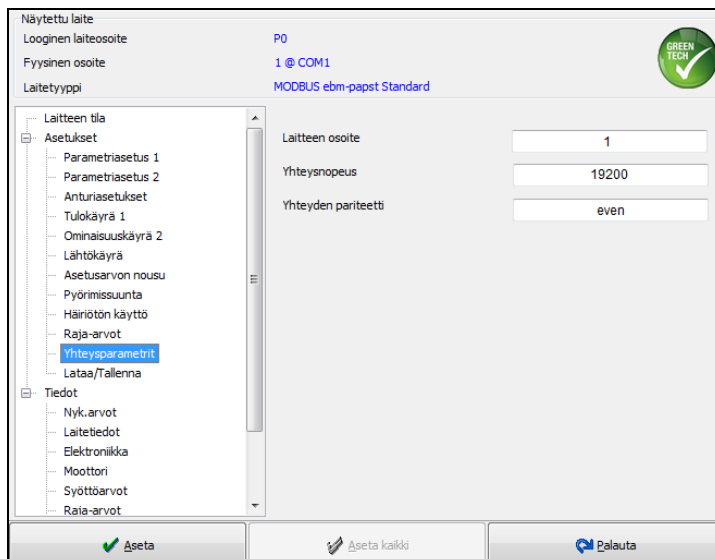 Näytettu laite
Looginen laiteosoite P0
Fyysinen osoite 1 @ COM1
Laitetyyppi MODBUS ebm-papst Standard
GREEN
TECH
Laitteen tila
Asetukset
Parametriasetus 1
Parametriasetus 2
Anturiasetukset
Tulokäyrä 1
Ominaisuuskäyrä 2
Lähtökäyrä
Asetusarvon nousu
Pyörimissuunta
Häiriötön käyttö
Raja-arvot
Yhteysparametrit
Lataa/Tallenna
Tiedot
Nyk.arvot
Laitetiedot
Elektroniikka
Moottori
Syöttöarvot
Raja-arvot
Laitteen osoite 1
Yhteysnopeus 19200
Yhteyden pariteetti even
Aseta Aseta kaikki Palauta